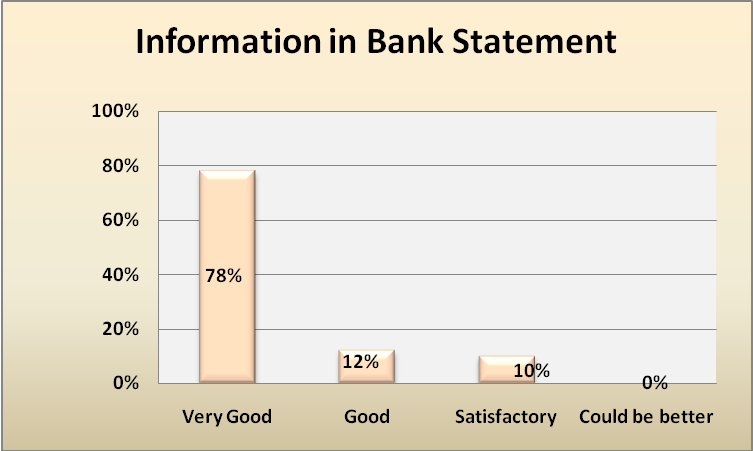 Information in Bank Statement
100%
80%
60%
40%
20%
0%
78%
12%
10%
0%
Very Good
Good
Satisfactory
Could be better